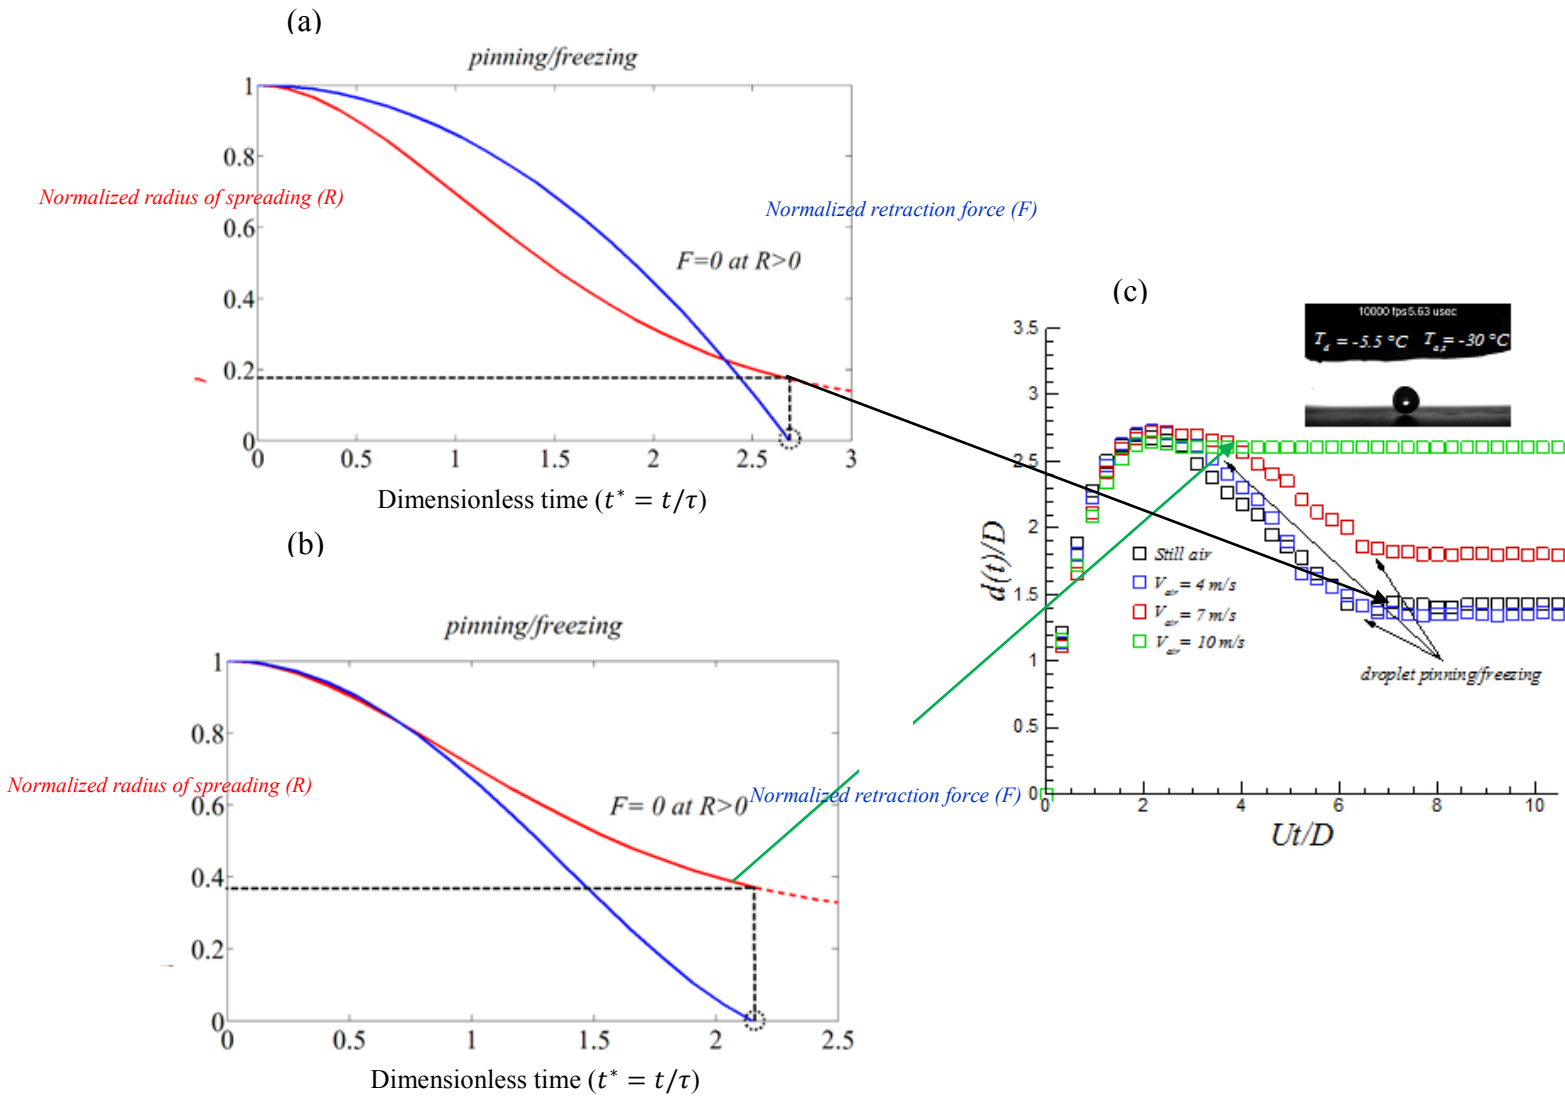 (a)
pinning/freezing
1
0.8
0.6
0.4
0.2
0
Normalized radius of spreading (R)
Normalized retraction force (F)
F=0 at R>0
0 0.5 1 1.5 2 2.5 3
Dimensionless time (t* = t/τ)
(b)
pinning/freezing
1
0.8
0.6
0.4
0.2
0
Normalized radius of spreading (R)
Normalized retraction force (F)
F= 0 at R>0
0 0.5 1 1.5 2 2.5
Dimensionless time (t* = t/τ)
(c)
10000 fps5.63 usec
T_d = -5.5 °C T_a,s= -30 °C
3.5
3
2.5
2
1.5
1
0.5
0
d(t)/D
Still air
V_air = 4 m/s
V_air = 7 m/s
V_air = 10 m/s
droplet pinning/freezing
0 2 4 6 8 10
Ut/D